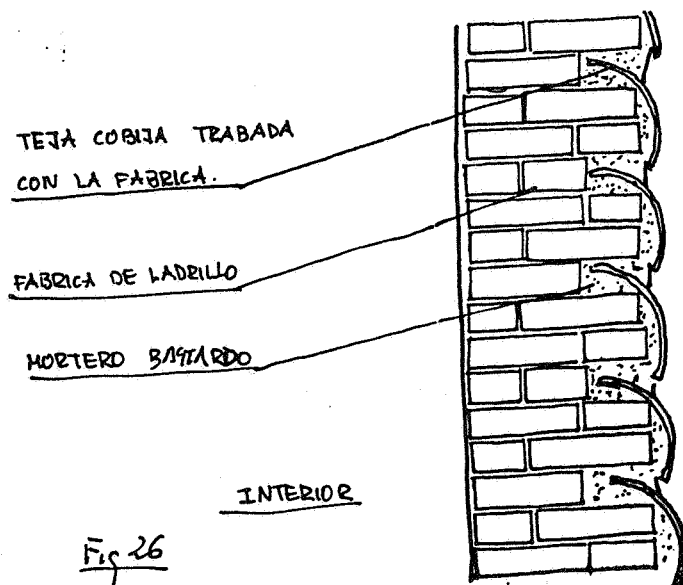 TEJA COBIJA TRABADA
CON LA FABRICA.
FABRICA DE LADRILLO
MORTERO BASTARDO
INTERIOR
Fig 26